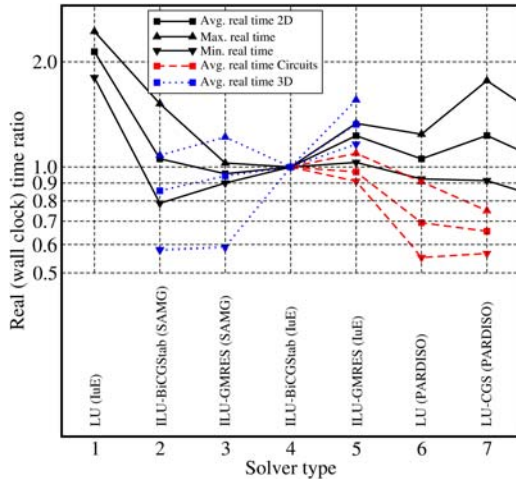 Avg. real time 2D
Max. real time
Min. real time
Avg. real time Circuits
Avg. real time 3D
Real (wall clock) time ratio
2.0
1.0
0.9
0.8
0.7
0.6
0.5
LU (IuE)
ILU-BiCGStab (SAMG)
ILU-GMRES (SAMG)
ILU-BiCGStab (IuE)
ILU-GMRES (IuE)
LU (PARDISO)
LU-CGS (PARDISO)
1 2 3 4 5 6 7
Solver type